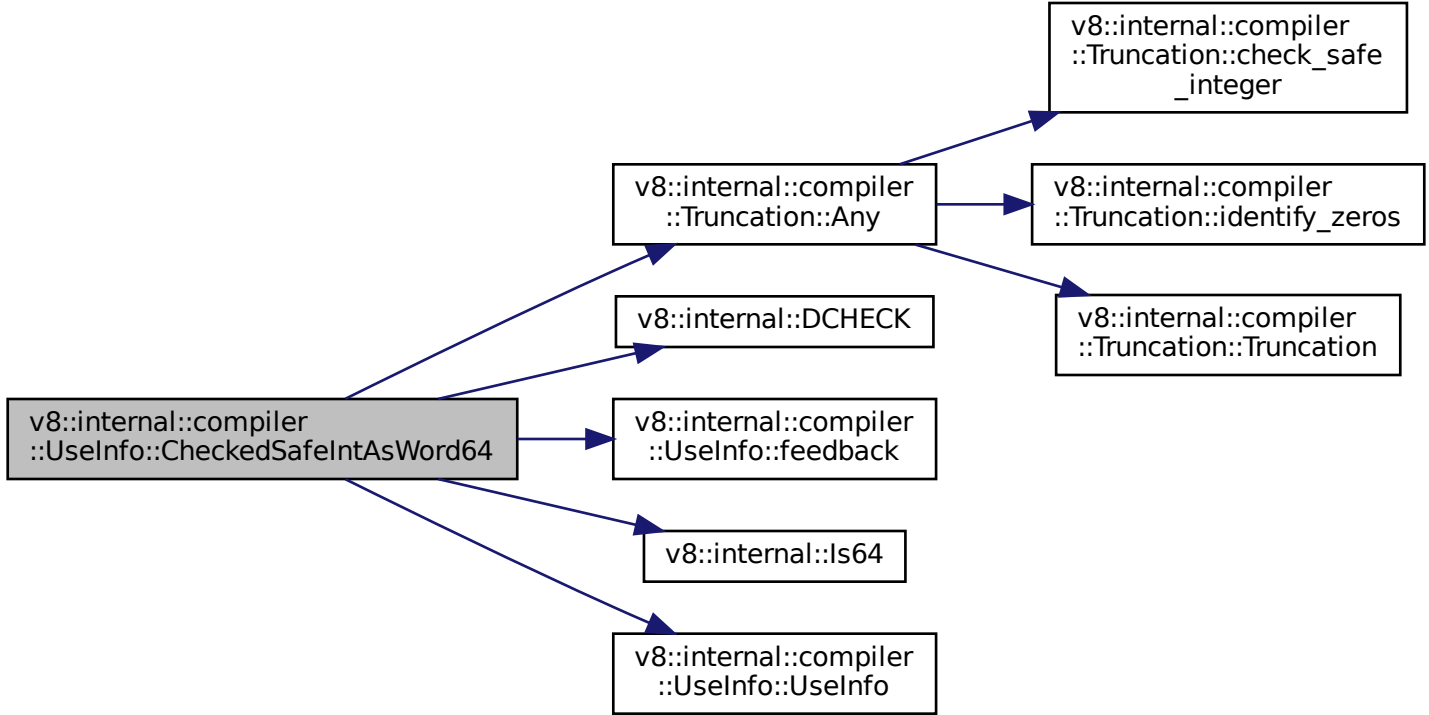 v8::internal::compiler
::Truncation::check_safe
_integer
v8::internal::compiler
::Truncation::Any
v8::internal::compiler
::Truncation::identify_zeros
v8::internal::DCHECK
v8::internal::compiler
::Truncation::Truncation
v8::internal::compiler
::UseInfo::CheckedSafeIntAsWord64
v8::internal::compiler
::UseInfo::feedback
v8::internal::Is64
v8::internal::compiler
::UseInfo::UseInfo